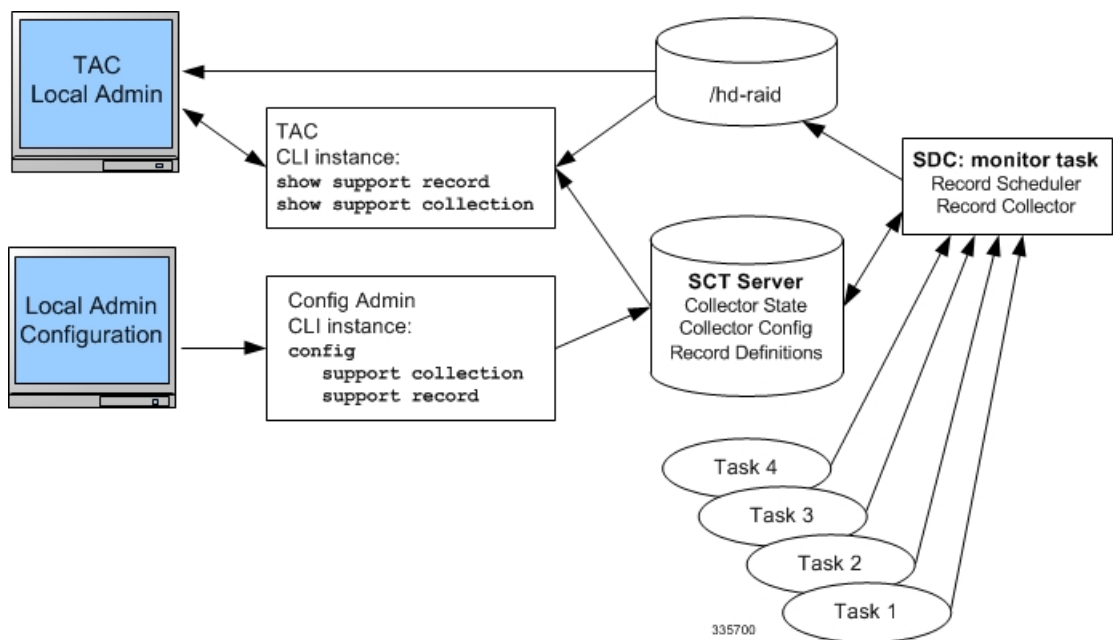 TAC
Local Admin
/hd-raid
TAC
CLI instance:
show support record
show support collection
SDC: monitor task
Record Scheduler
Record Collector
Local Admin
Configuration
Config Admin
CLI instance:
config
support collection
support record
SCT Server
Collector State
Collector Config
Record Definitions
Task 4
Task 3
Task 2
Task 1
335700